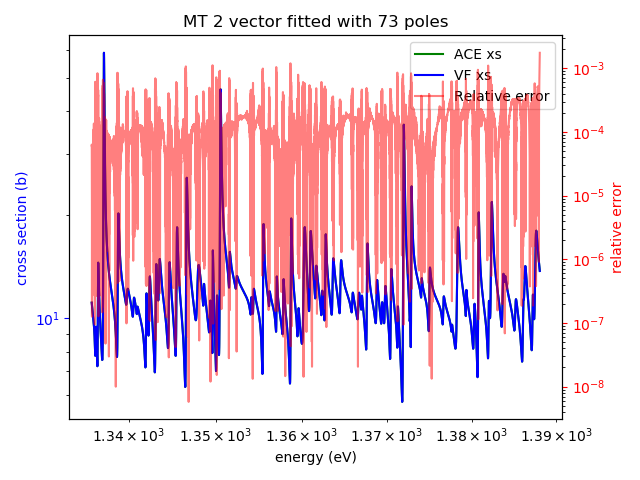 MT 2 vector fitted with 73 poles
ACE xs
VF xs
Relative error
cross section (b)
10¹
10⁻³
10⁻⁴
10⁻⁵
10⁻⁶
10⁻⁷
10⁻⁸
relative error
1.34×10³ 1.35×10³ 1.36×10³ 1.37×10³ 1.38×10³ 1.39×10³
energy (eV)